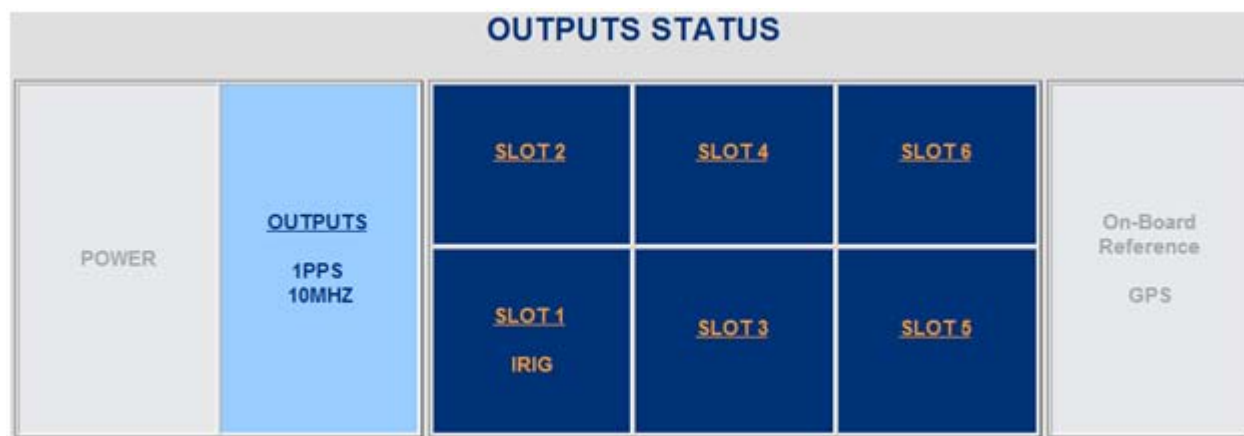 OUTPUTS STATUS
POWER
OUTPUTS
1PPS
10MHZ
SLOT 2
SLOT 4
SLOT 6
SLOT 1
IRIG
SLOT 3
SLOT 5
On-Board
Reference
GPS